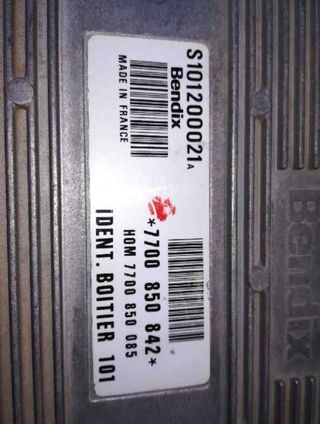 S101200021A
Bendix
MADE IN FRANCE
*7700 850 842*
HOM 7700 850 085
IDENT. BOITIER 101
Bendix